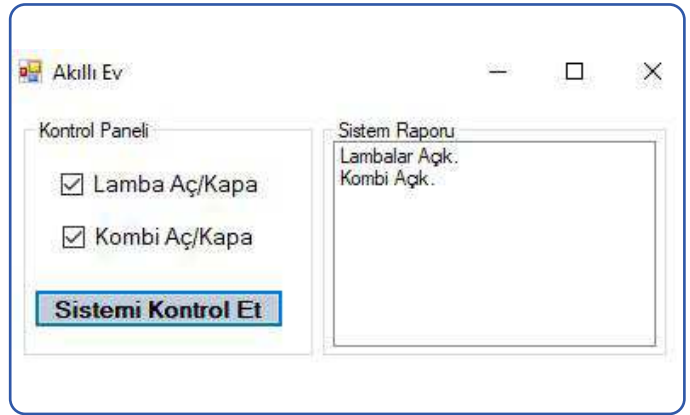 Akıllı Ev
Kontrol Paneli
Lamba Aç/Kapa
Kombi Aç/Kapa
Sistemi Kontrol Et
Sistem Raporu
Lambalar Açık.
Kombi Açık.